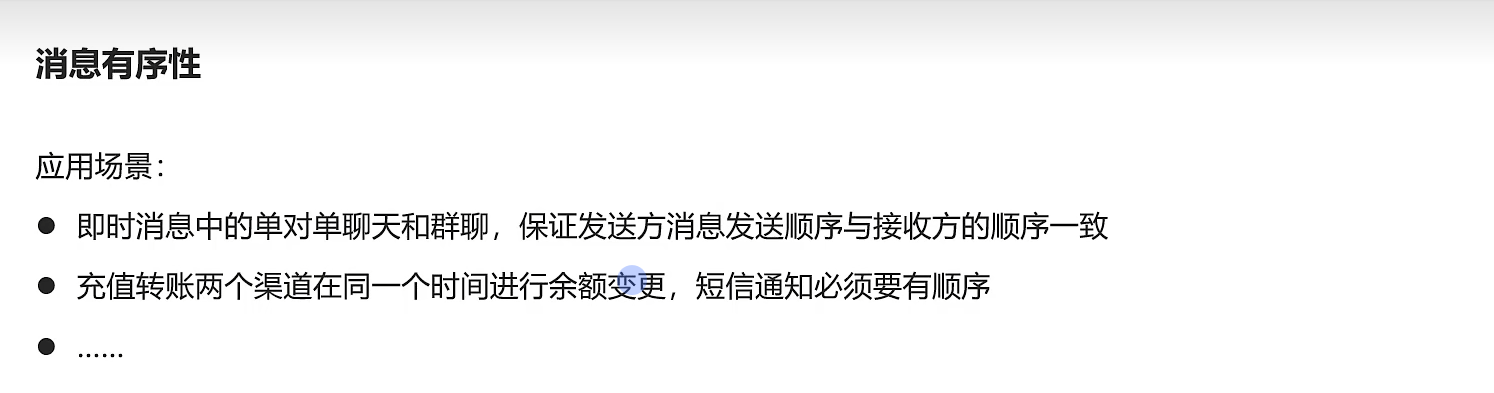 消息有序性
应用场景：
● 即时消息中的单对单聊天和群聊，保证发送方消息发送顺序与接收方的顺序一致
● 充值转账两个渠道在同一个时间进行余额变更，短信通知必须要有顺序
● ……